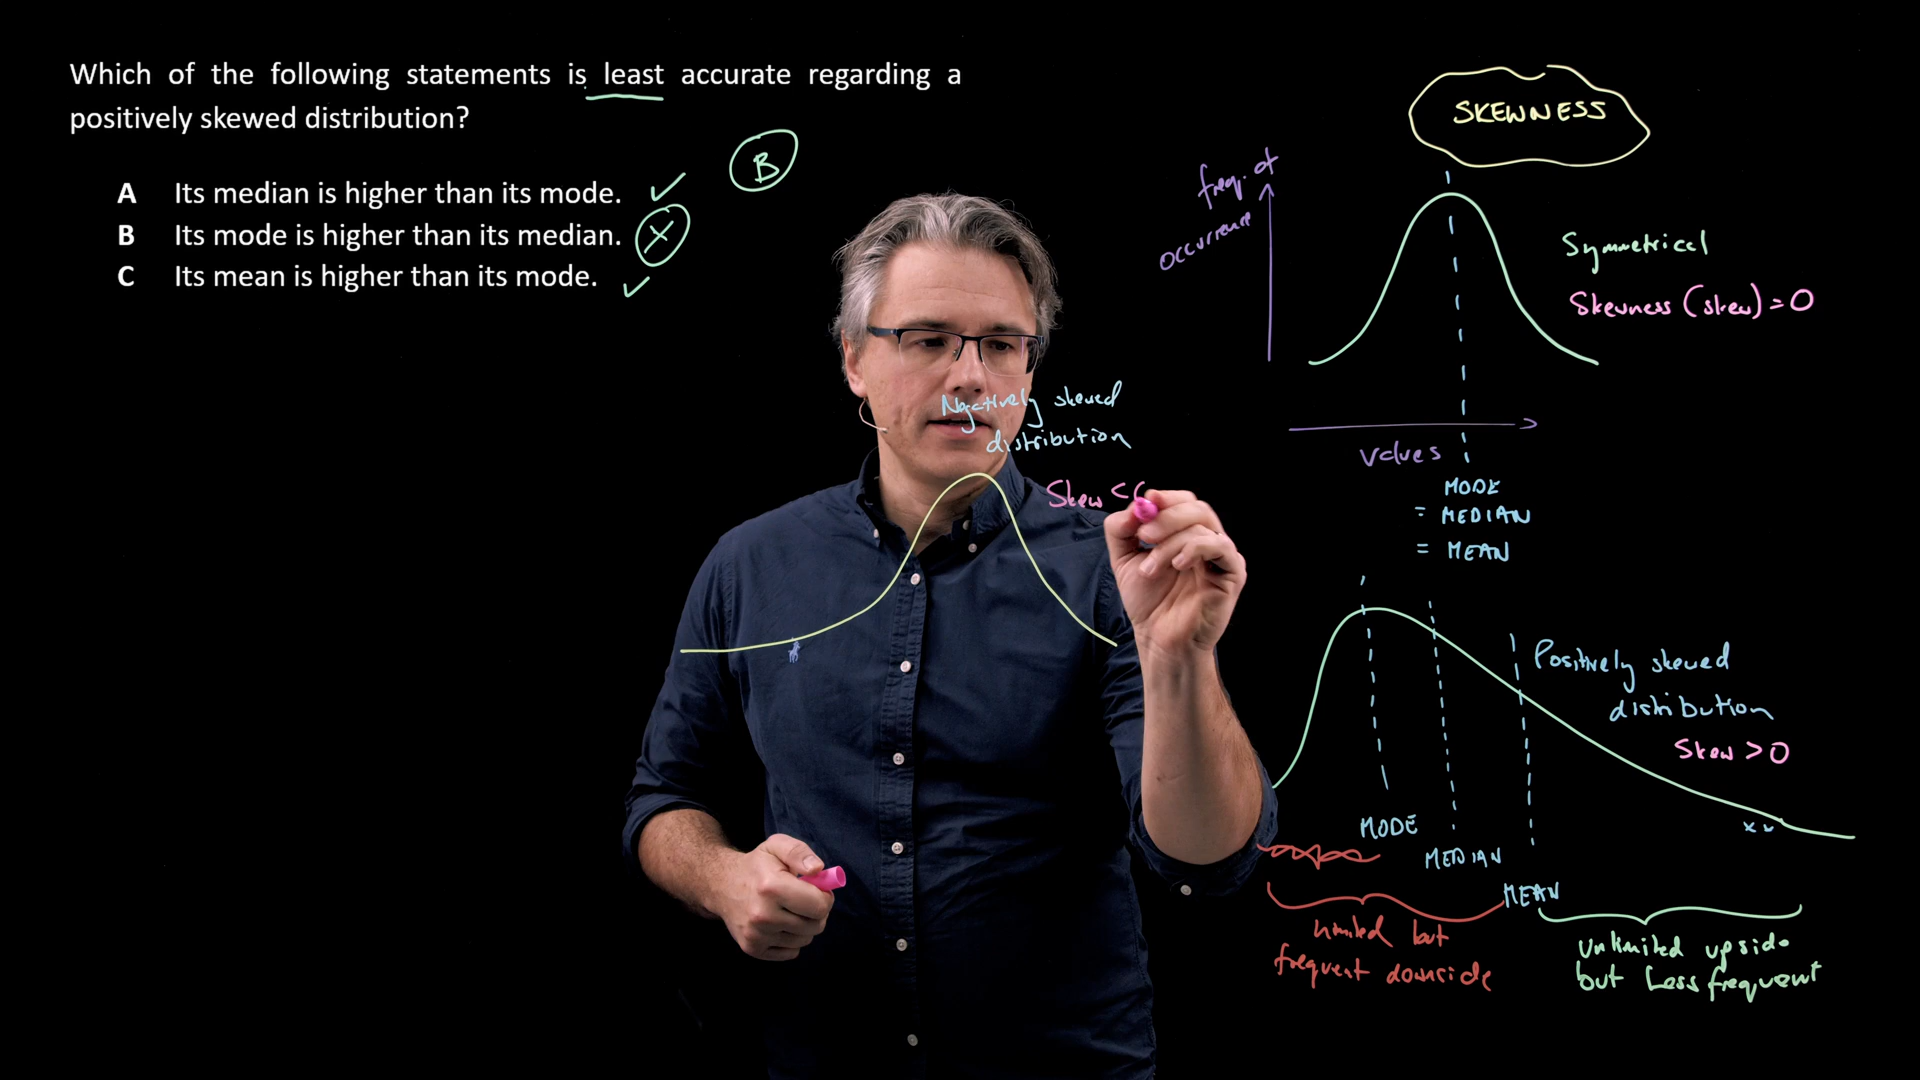 Which of the following statements is least accurate regarding a
positively skewed distribution?
B
A Its median is higher than its mode.
B Its mode is higher than its median.
C Its mean is higher than its mode.
SKEWNESS
freq. of
occurrence
Symmetrical
Skewness (skew) = 0
values
MODE
= MEDIAN
= MEAN
Negatively skewed
distribution
Skew <
Positively skewed
distribution
Skew > 0
MODE
MEDIAN
MEAN
limited but
frequent downside
unlimited upside
but less frequent